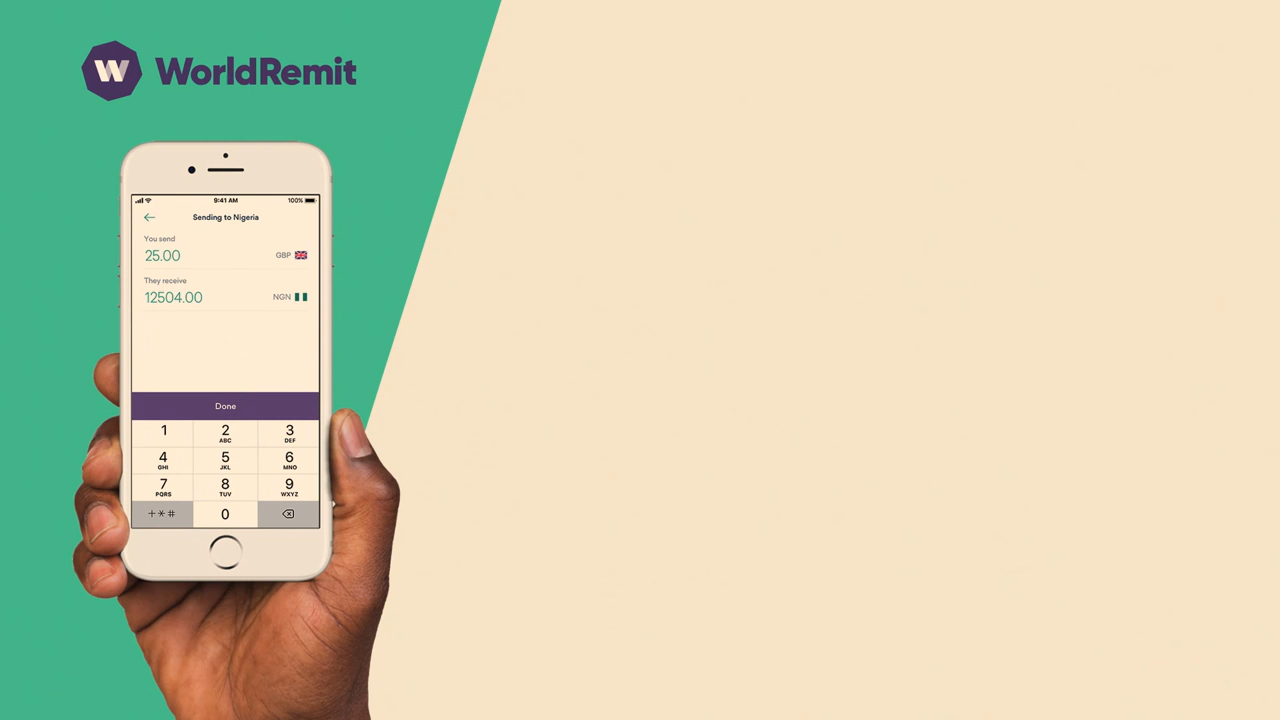 W WorldRemit
9:41 AM 100%
Sending to Nigeria
You send
25.00 GBP
They receive
12504.00 NGN
Done
1 2 3
ABC DEF
4 5 6
GHI JKL MNO
7 8 9
PQRS TUV WXYZ
+*# 0